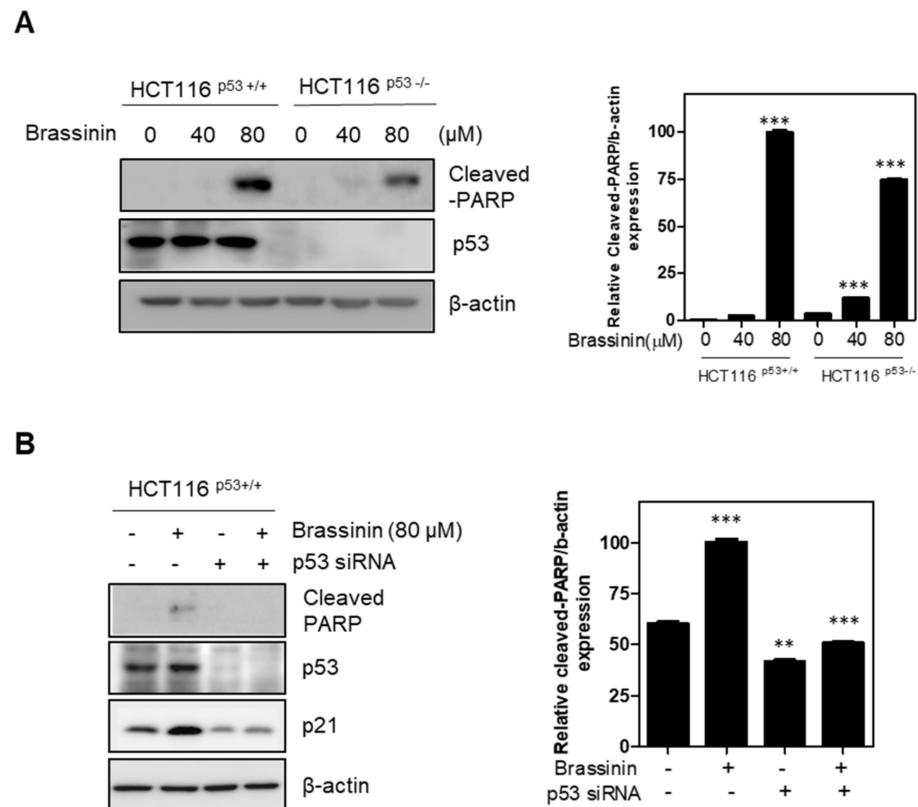 A
HCT116 p53+/+ HCT116 p53-/-
Brassinin 0 40 80 0 40 80 (µM)
Cleaved
-PARP
p53
β-actin
Relative Cleaved-PARP/b-actin
expression
100
75
50
25
0
***
***
***
Brassinin(µM) 0 40 80 0 40 80
HCT116 p53+/+ HCT116 p53-/-
B
HCT116 p53+/+
- + - + Brassinin (80 µM)
- - + + p53 siRNA
Cleaved
PARP
p53
p21
β-actin
Relative cleaved-PARP/b-actin
expression
100
75
50
25
0
***
**
***
Brassinin - + - +
p53 siRNA - - + +